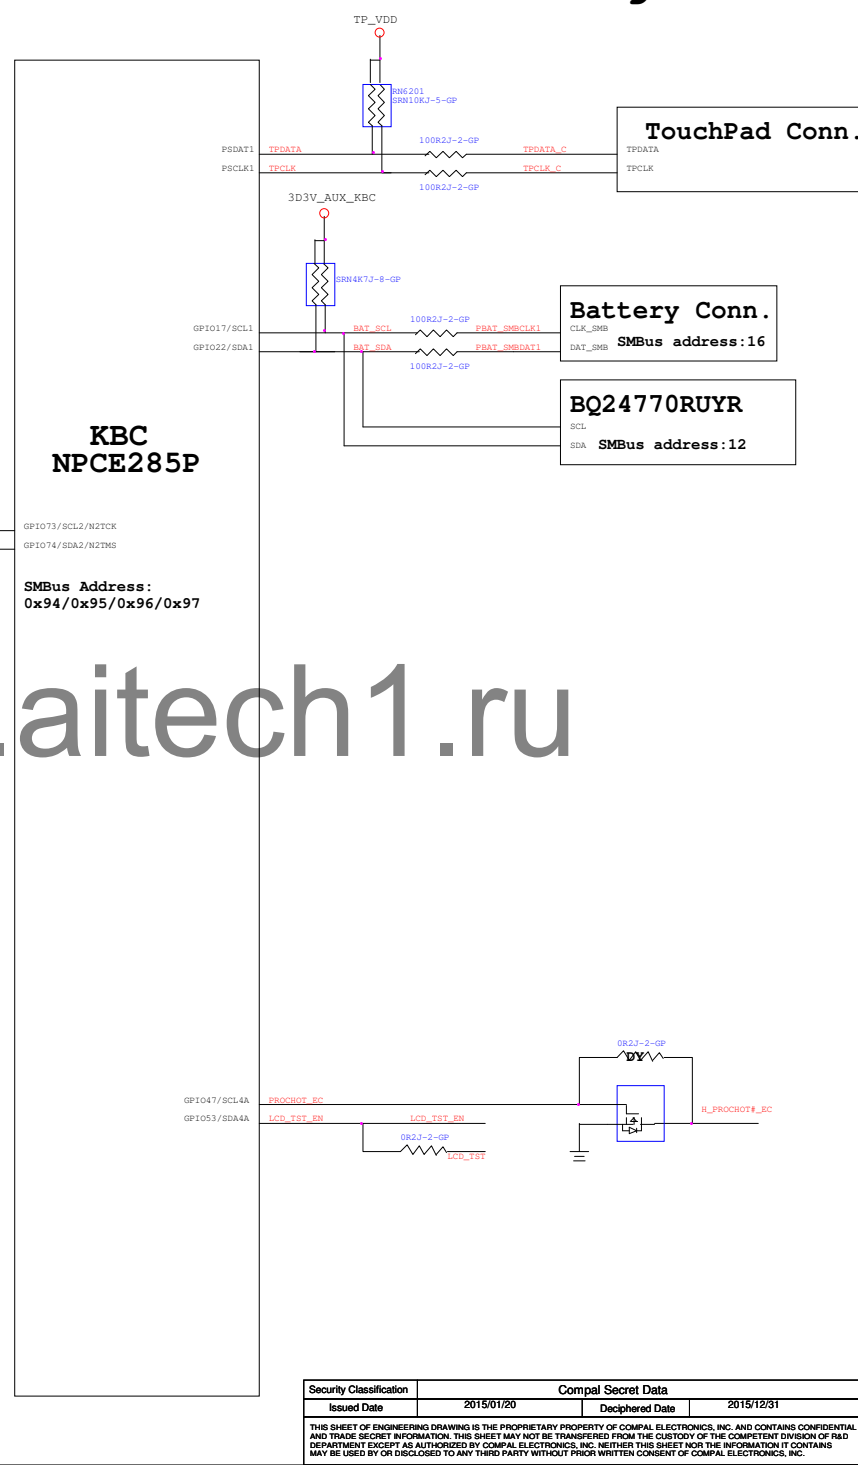 TP_VDD
RN6201
SRN10KJ-5-GP
TouchPad Conn.
PSDAT1 TPDATA 100R2J-2-GP TPDATA_C TPDATA
PSCLK1 TPCLK 100R2J-2-GP TPCLK_C TPCLK
3D3V_AUX_KBC
SRN4K7J-8-GP
Battery Conn.
GPIO17/SCL1 BAT_SCL 100R2J-2-GP PBAT_SMBCLK1 CLK_SMB
GPIO22/SDA1 BAT_SDA 100R2J-2-GP PBAT_SMBDAT1 DAT_SMB SMBus address:16
BQ24770RUYR
SCL
SDA SMBus address:12
KBC
NPCE285P
GPIO73/SCL2/N2TCK
GPIO74/SDA2/N2TMS
SMBus Address:
0x94/0x95/0x96/0x97
.aitech1.ru
0R2J-2-GP
DY
GPIO47/SCL4A PROCHOT_EC H_PROCHOT#_EC
GPIO53/SDA4A LCD_TST_EN LCD_TST_EN
0R2J-2-GP
LCD_TST
Security Classification Compal Secret Data
Issued Date 2015/01/20 Deciphered Date 2015/12/31
THIS SHEET OF ENGINEERING DRAWING IS THE PROPRIETARY PROPERTY OF COMPAL ELECTRONICS, INC. AND CONTAINS CONFIDENTIAL
AND TRADE SECRET INFORMATION. THIS SHEET MAY NOT BE TRANSFERED FROM THE CUSTODY OF THE COMPETENT DIVISION OF R&D
DEPARTMENT EXCEPT AS AUTHORIZED BY COMPAL ELECTRONICS, INC. NEITHER THIS SHEET NOR THE INFORMATION IT CONTAINS
MAY BE USED BY OR DISCLOSED TO ANY THIRD PARTY WITHOUT PRIOR WRITTEN CONSENT OF COMPAL ELECTRONICS, INC.